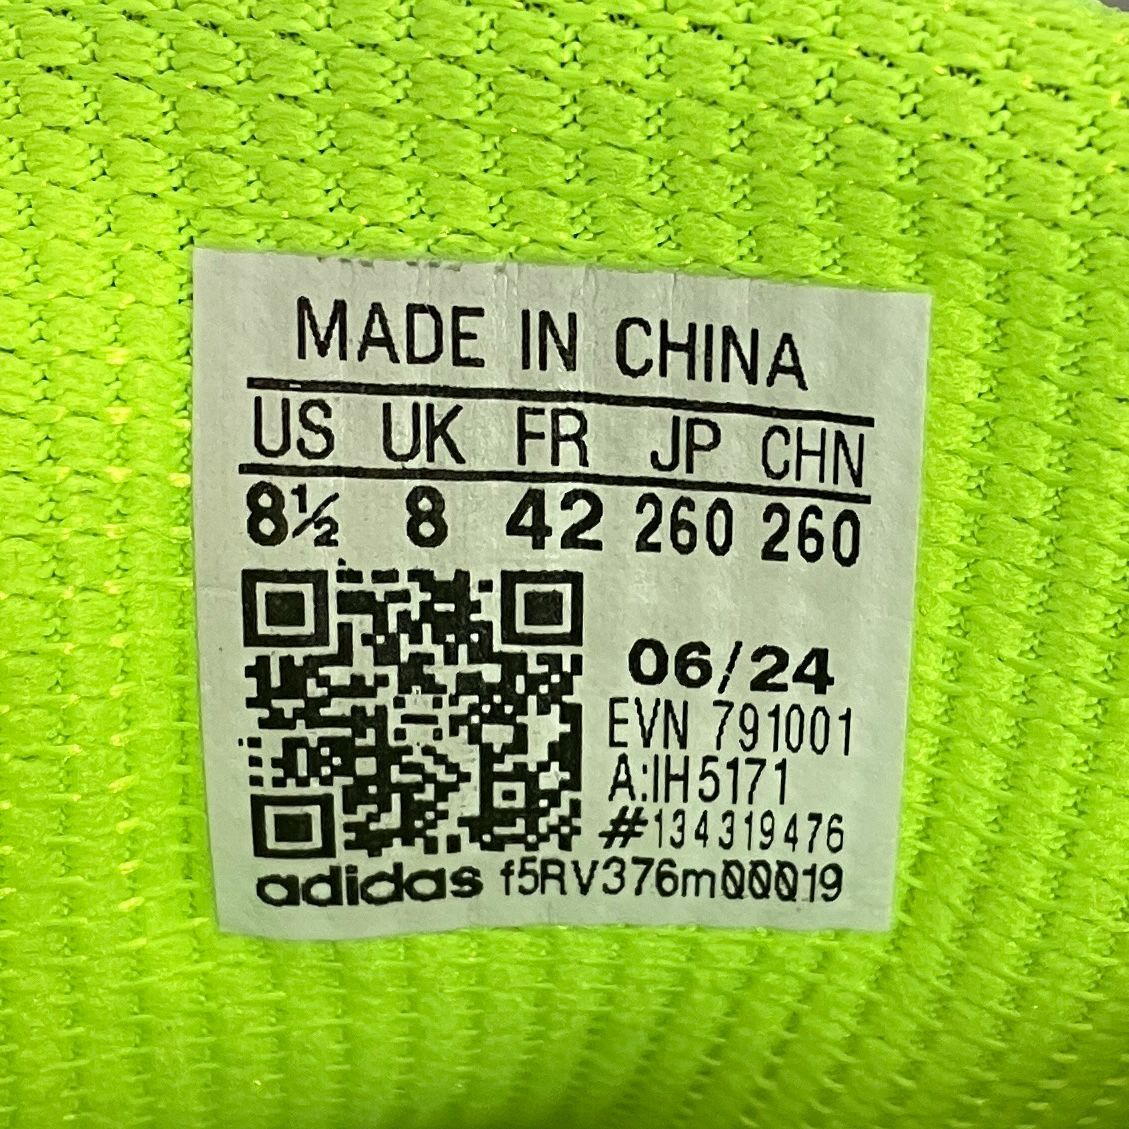 MADE IN CHINA
US UK FR JP CHN
8½ 8 42 260 260
06/24
EVN 791001
A:IH5171
#134319476
adidas f5RV376m00019